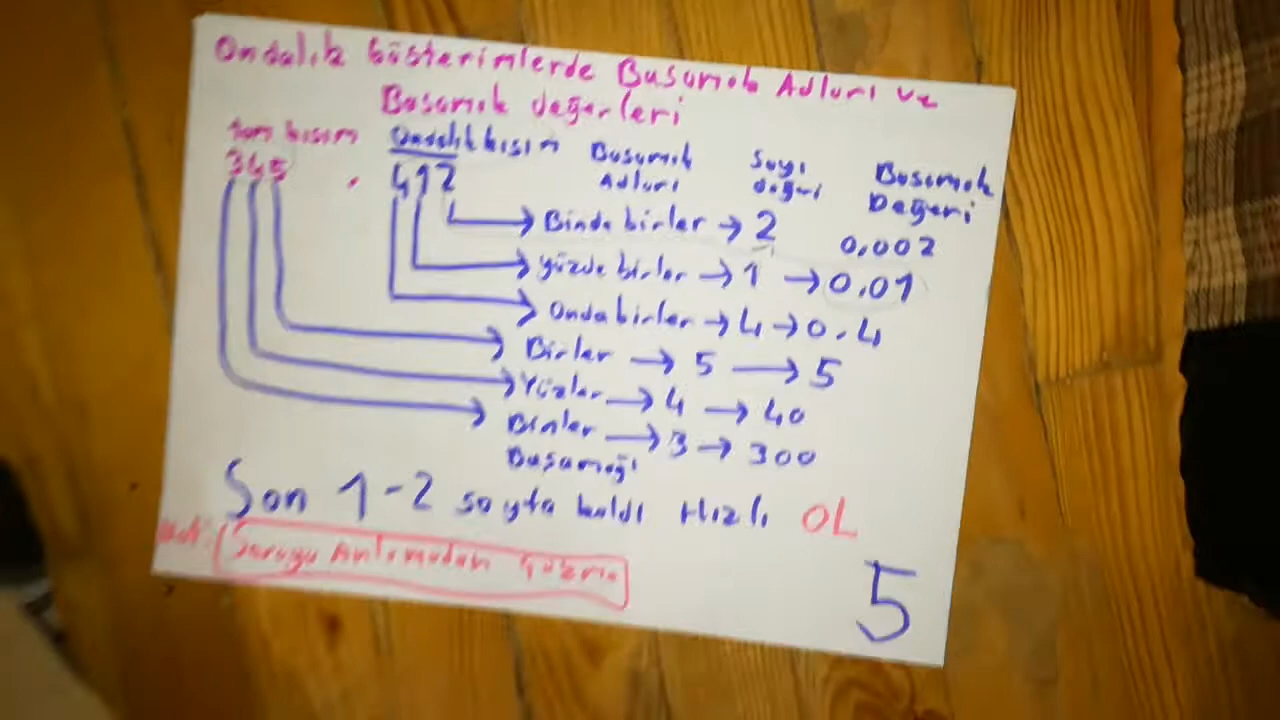 Ondalık Gösterimlerde Basamak Adları ve
Basamak değerleri
tam kısım Ondalık kısım Basamak Adları Sayı değeri Basamak Değeri
345 . 412
Binde birler → 2 0,002
yüzde birler → 1 → 0.01
Onda birler → 4 → 0.4
Birler → 5 → 5
Yüzler → 4 → 40
Binler → 3 → 300
Basamağı
Son 1-2 sayfa kaldı Hızlı OL
Soruyu Anlamadan Çözme
5